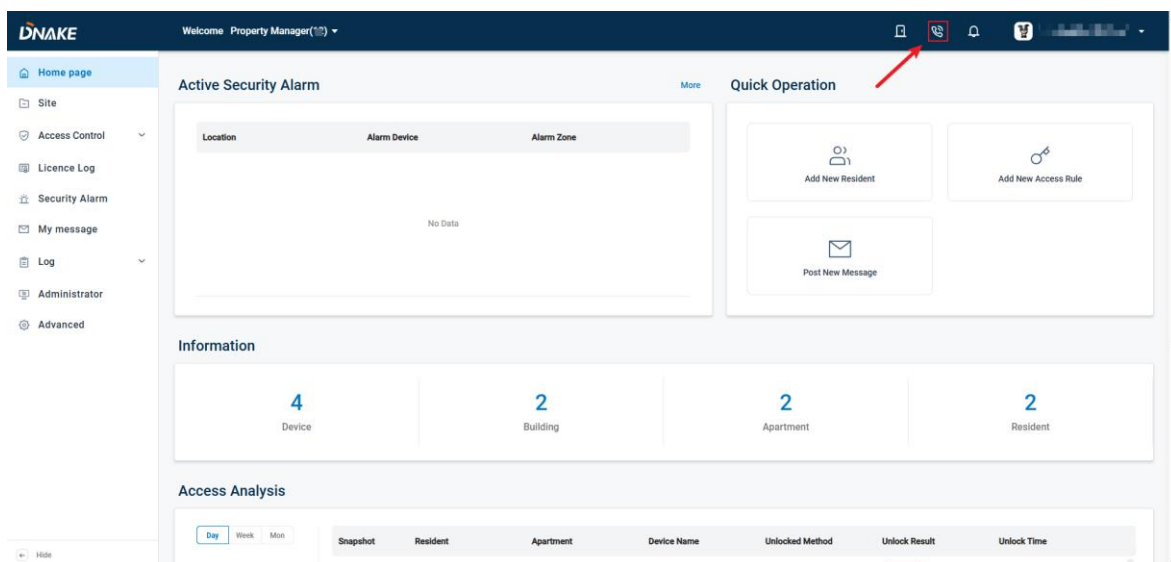 DNAKE
Welcome Property Manager(
Home page
Site
Access Control
Licence Log
Security Alarm
My message
Log
Administrator
Advanced
Hide
Active Security Alarm
More
Location Alarm Device Alarm Zone
No Data
Quick Operation
Add New Resident
Add New Access Rule
Post New Message
Information
4
Device
2
Building
2
Apartment
2
Resident
Access Analysis
Day Week Mon
Snapshot Resident Apartment Device Name Unlocked Method Unlock Result Unlock Time